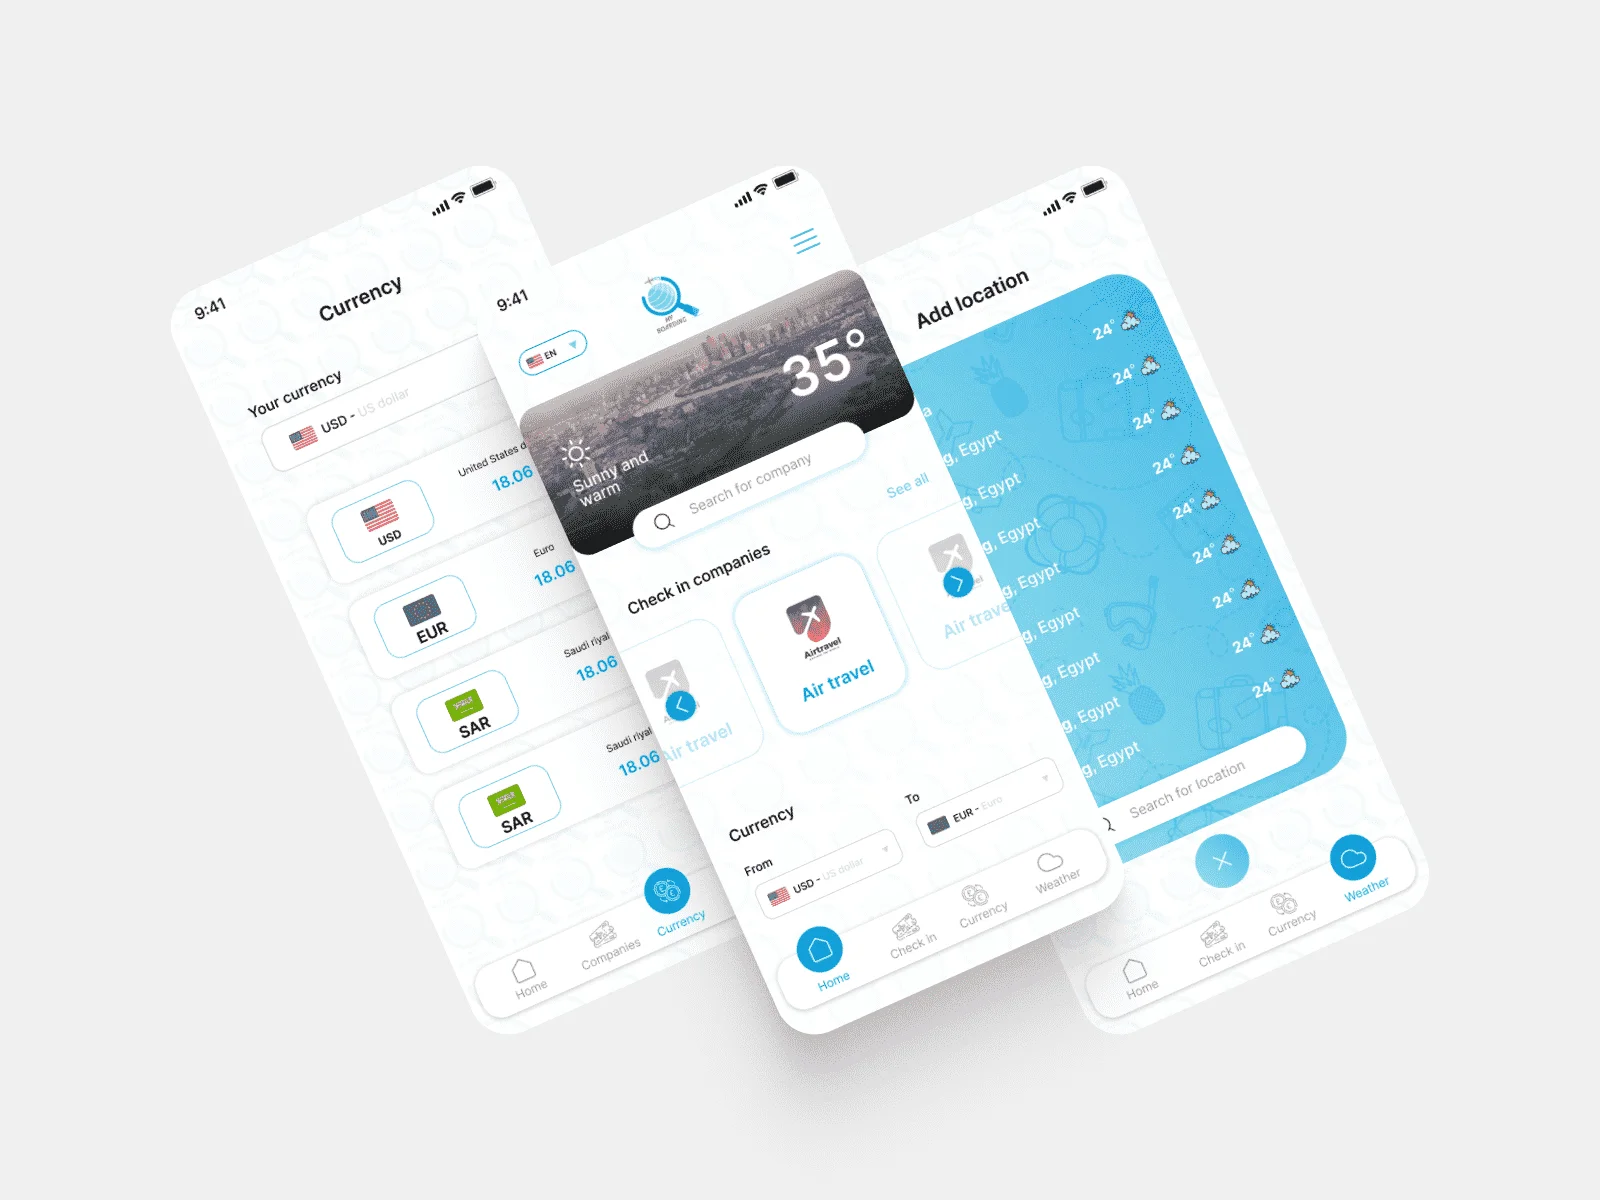 9:41
Currency
Your currency
USD - US dollar
United States d
18.06
USD
Euro
18.06
EUR
Saudi riyal
18.06
SAR
Saudi riyal
18.06
SAR
Home
Companies
Currency
9:41
MY
BOARDING
EN
35°
Sunny and
warm
Search for company
See all
Check in companies
Air travel
Airtravel
Air travel
Air trave
Currency
From
USD - US dollar
To
EUR - Euro
Home
Check in
Currency
Weather
Add location
24°
24°
a
24°
g, Egypt
24°
g, Egypt
24°
g, Egypt
24°
g, Egypt
24°
g, Egypt
24°
g, Egypt
24°
g, Egypt
g, Egypt
Search for location
Home
Check in
Currency
Weather